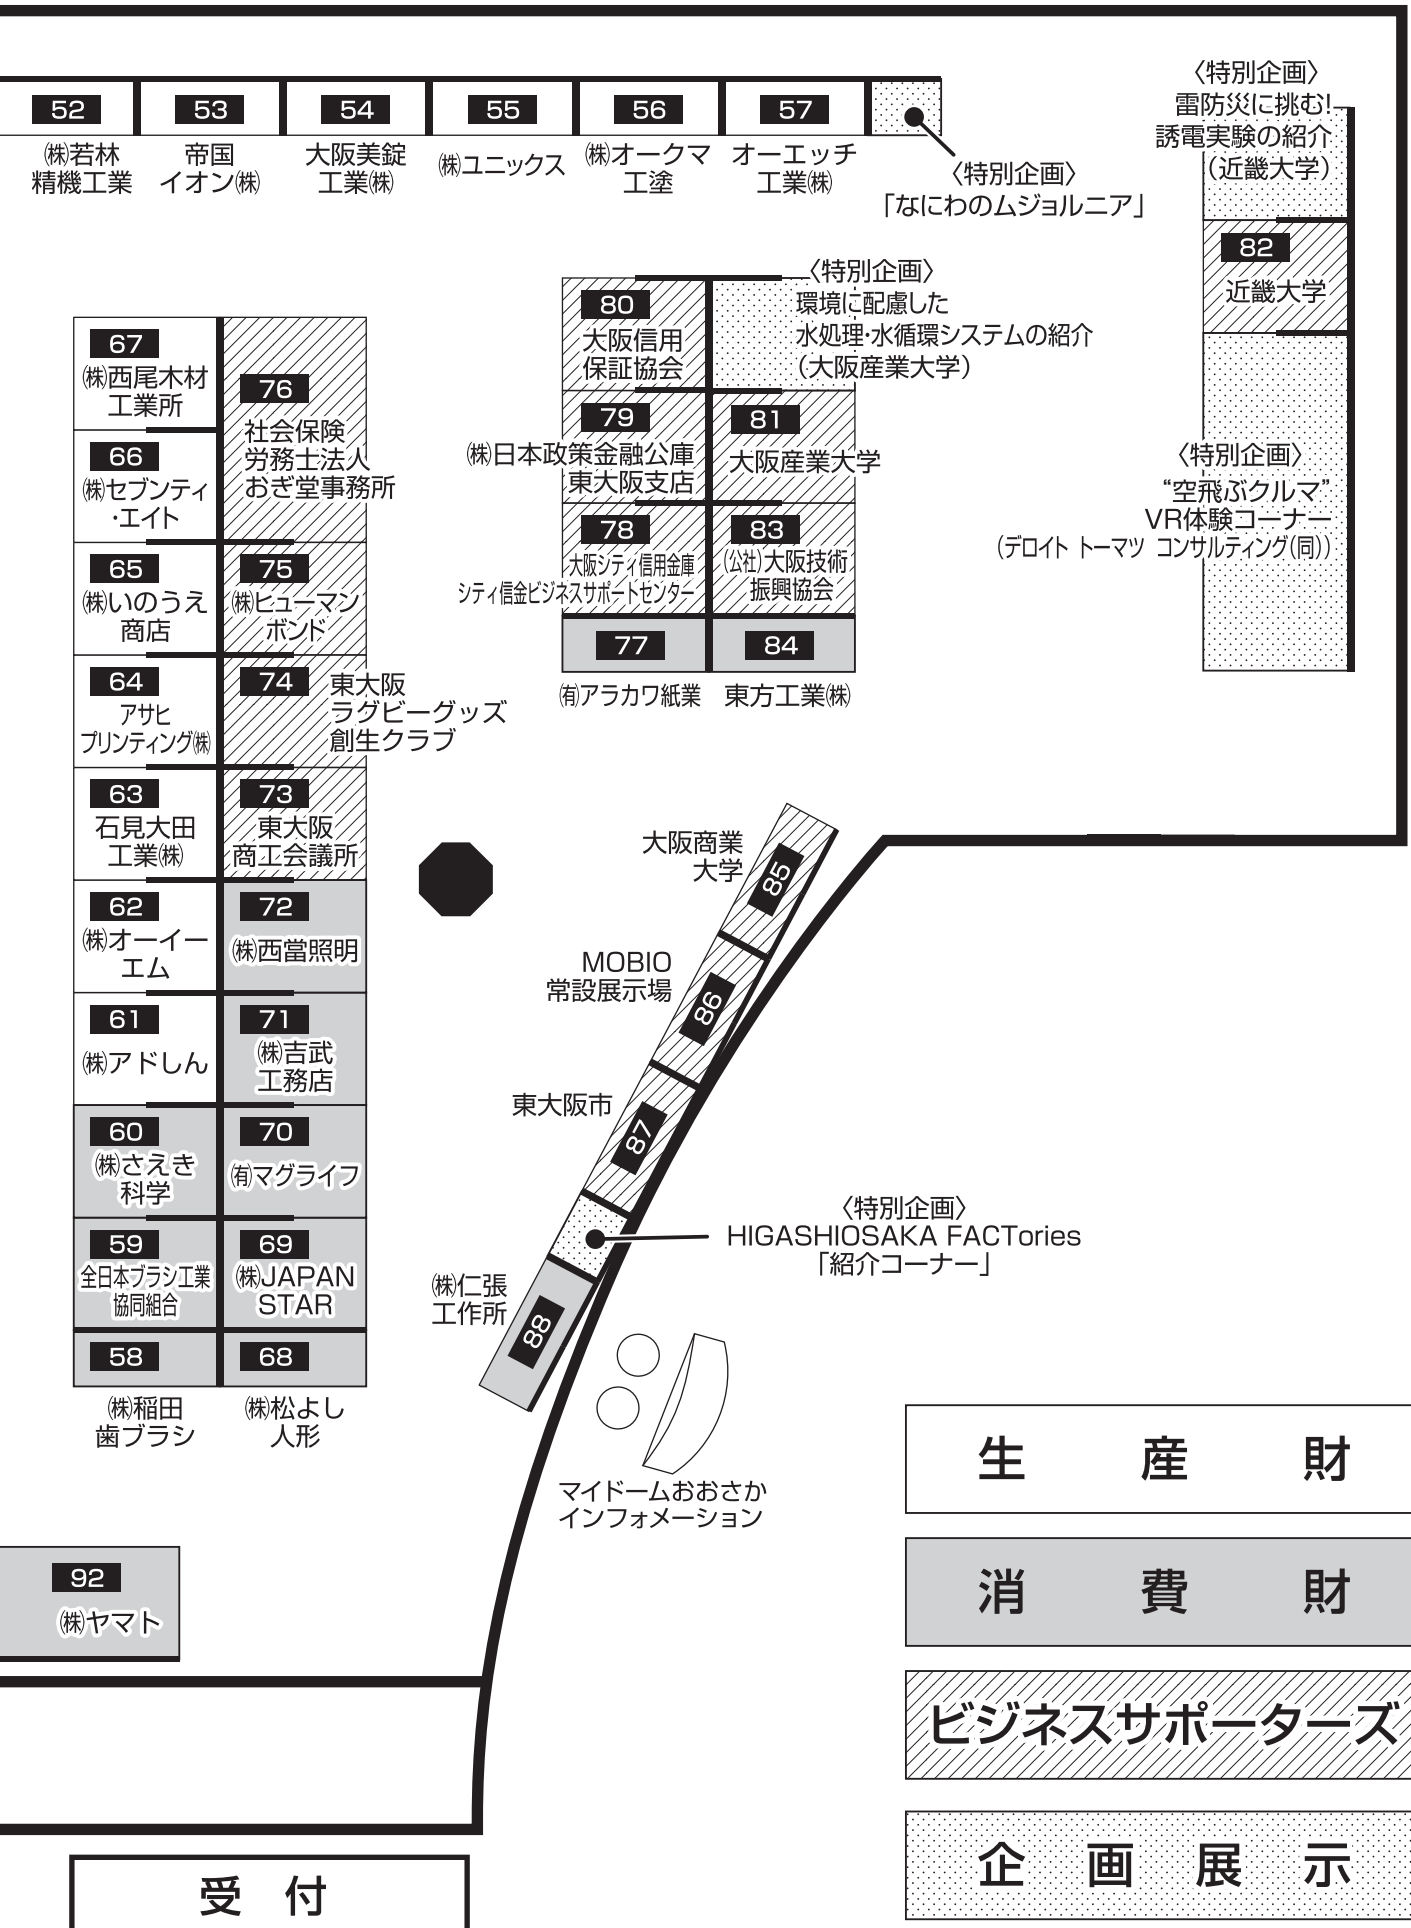 52
㈱若林
精機工業
53
帝国
イオン㈱
54
大阪美錠
工業㈱
55
㈱ユニックス
56
㈱オークマ
工塗
57
オーエッチ
工業㈱
〈特別企画〉
「なにわのムジョルニア」
〈特別企画〉
雷防災に挑む!
誘電実験の紹介
（近畿大学）
82
近畿大学
〈特別企画〉
“空飛ぶクルマ”
VR体験コーナー
（デロイト トーマツ コンサルティング(同)）
80
大阪信用
保証協会
〈特別企画〉
環境に配慮した
水処理・水循環システムの紹介
（大阪産業大学）
79
㈱日本政策金融公庫
東大阪支店
81
大阪産業大学
78
大阪シティ信用金庫
シティ信金ビジネスサポートセンター
83
(公社)大阪技術
振興協会
77
㈲アラカワ紙業
84
東方工業㈱
67
㈱西尾木材
工業所
76
社会保険
労務士法人
おぎ堂事務所
66
㈱セブンティ
・エイト
65
㈱いのうえ
商店
75
㈱ヒューマン
ボンド
64
アサヒ
プリンティング㈱
74
東大阪
ラグビーグッズ
創生クラブ
63
石見大田
工業㈱
73
東大阪
商工会議所
62
㈱オーイー
エム
72
㈱西當照明
61
㈱アドしん
71
㈱吉武
工務店
60
㈱さえき
科学
70
㈲マグライフ
59
全日本ブラシ工業
協同組合
69
㈱JAPAN
STAR
58
㈱稲田
歯ブラシ
68
㈱松よし
人形
大阪商業
大学
85
MOBIO
常設展示場
86
東大阪市
87
〈特別企画〉
HIGASHIOSAKA FACTories
「紹介コーナー」
㈱仁張
工作所
88
マイドームおおさか
インフォメーション
92
㈱ヤマト
受 付
生 産 財
消 費 財
ビジネスサポーターズ
企 画 展 示